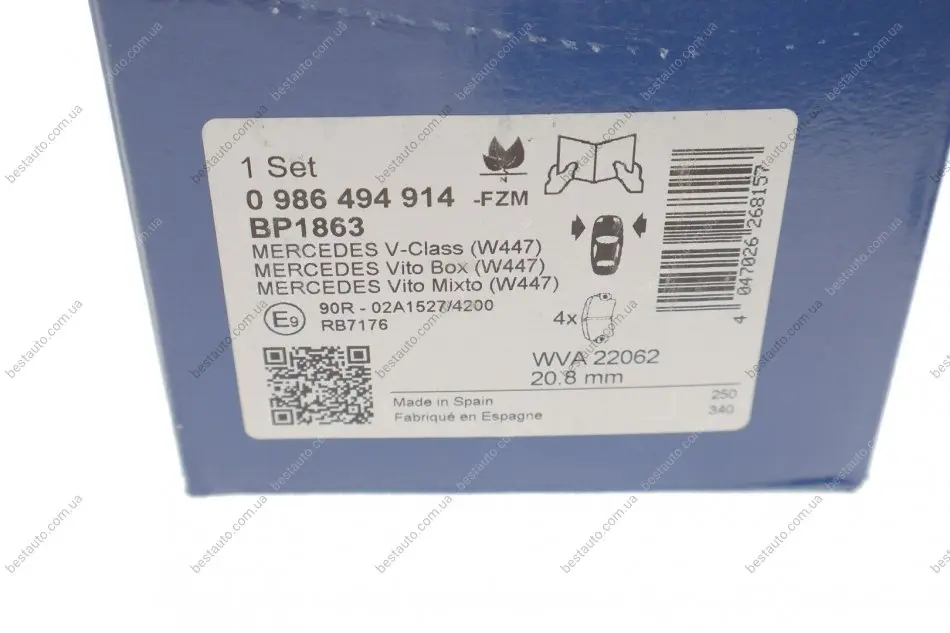 1 Set
0 986 494 914 -FZM
BP1863
MERCEDES V-Class (W447)
MERCEDES Vito Box (W447)
MERCEDES Vito Mixto (W447)
E9
90R - 02A1527/4200
RB7176
4x
WVA 22062
20.8 mm
Made in Spain
Fabriqué en Espagne
250
340
4 047026 268157
bestauto.com.ua